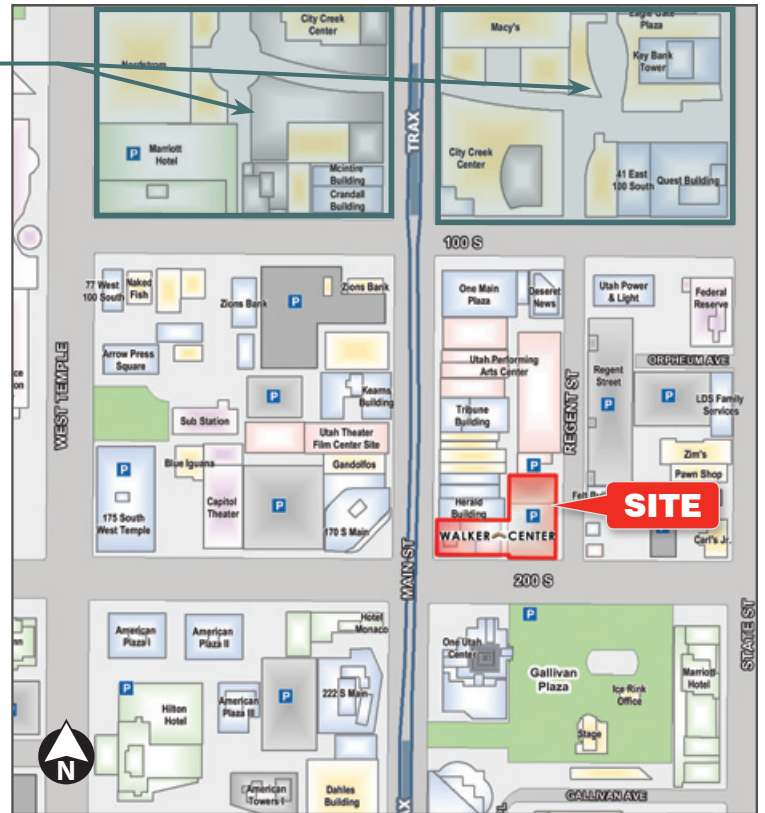 City Creek
Center
Nordstrom
P
Marriott
Hotel
Mcintire
Building
Crandall
Building
TRAX
Macy's
Eagle Gate
Plaza
Key Bank
Tower
City Creek
Center
41 East
100 South
Quest Building
100 S
77 West
100 South
Naked
Fish
Zions Bank
P
Zions Bank
Arrow Press
Square
WEST TEMPLE
P
Kearns
Building
Sub Station
Utah Theater
Film Center Site
Gandolfos
P
Blue Iguana
Capitol
Theater
P
175 South
West Temple
170 S Main
MAIN ST
One Main
Plaza
Deseret
News
Utah Performing
Arts Center
Tribune
Building
REGENT ST
P
Herald
Building
P
WALKER CENTER
SITE
Utah Power
& Light
Federal
Reserve
ORPHEUM AVE
Regent
Street
P
P
LDS Family
Services
Zim's
Pawn Shop
Carl's Jr.
200 S
STATE ST
American
Plaza I
American
Plaza II
Hotel
Monaco
P
Hilton
Hotel
American
Plaza III
P
222 S Main
American
Towers I
Dahles
Building
N
One Utah
Center
P
Gallivan
Plaza
Ice Rink
Office
Stage
Marriott
Hotel
GALLIVAN AVE